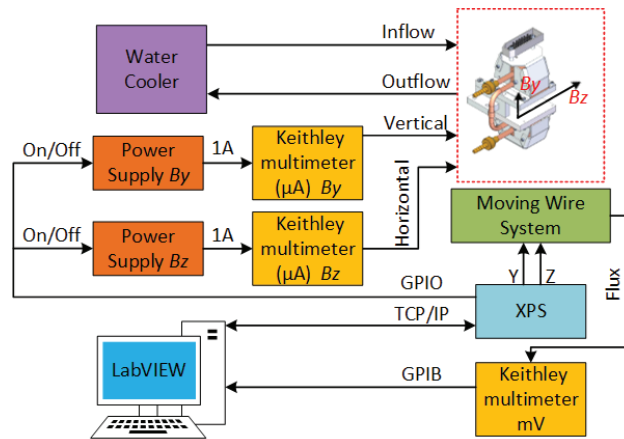 Inflow
Water
Cooler
Outflow
By
Bz
Vertical
On/Off
Power
Supply By
1A
Keithley
multimeter
(µA) By
Horizontal
Moving Wire
System
On/Off
Power
Supply Bz
1A
Keithley
multimeter
(µA) Bz
Y
Z
Flux
GPIO
XPS
TCP/IP
LabVIEW
GPIB
Keithley
multimeter
mV